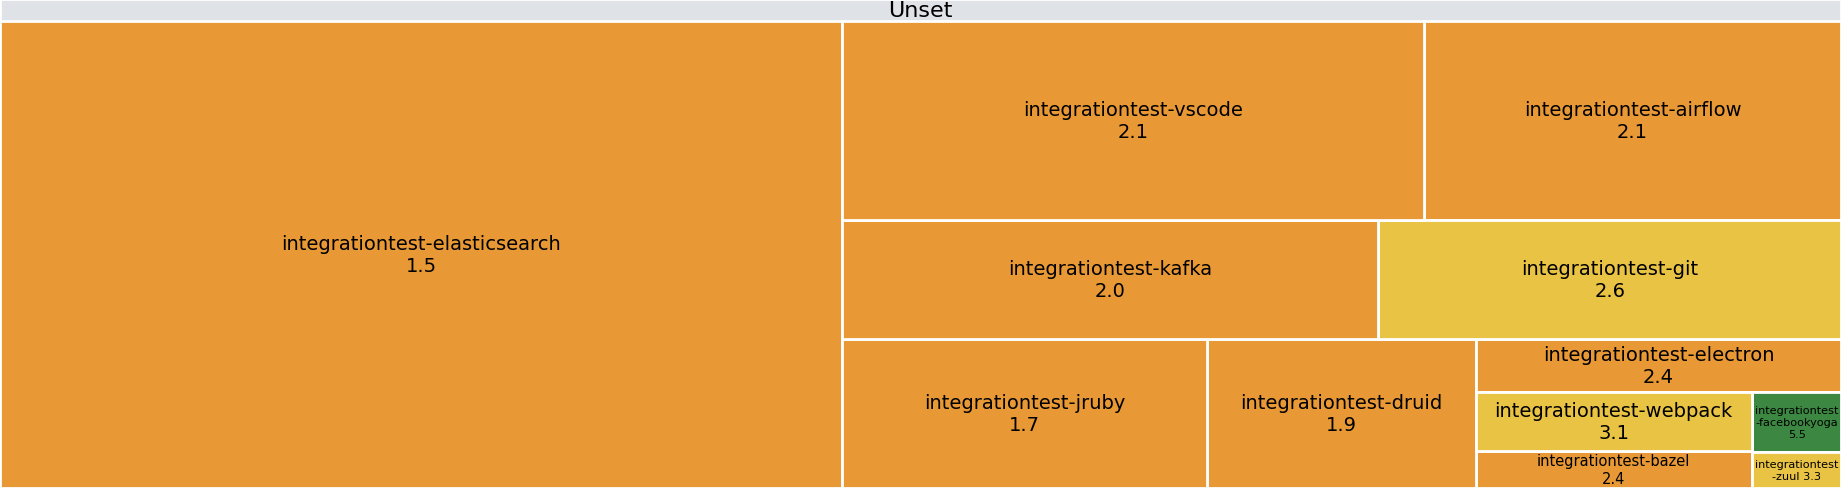 Unset
integrationtest-elasticsearch
1.5
integrationtest-vscode
2.1
integrationtest-airflow
2.1
integrationtest-kafka
2.0
integrationtest-git
2.6
integrationtest-jruby
1.7
integrationtest-druid
1.9
integrationtest-electron
2.4
integrationtest-webpack
3.1
integrationtest
-facebookyoga
5.5
integrationtest-bazel
2.4
integrationtest
-zuul 3.3